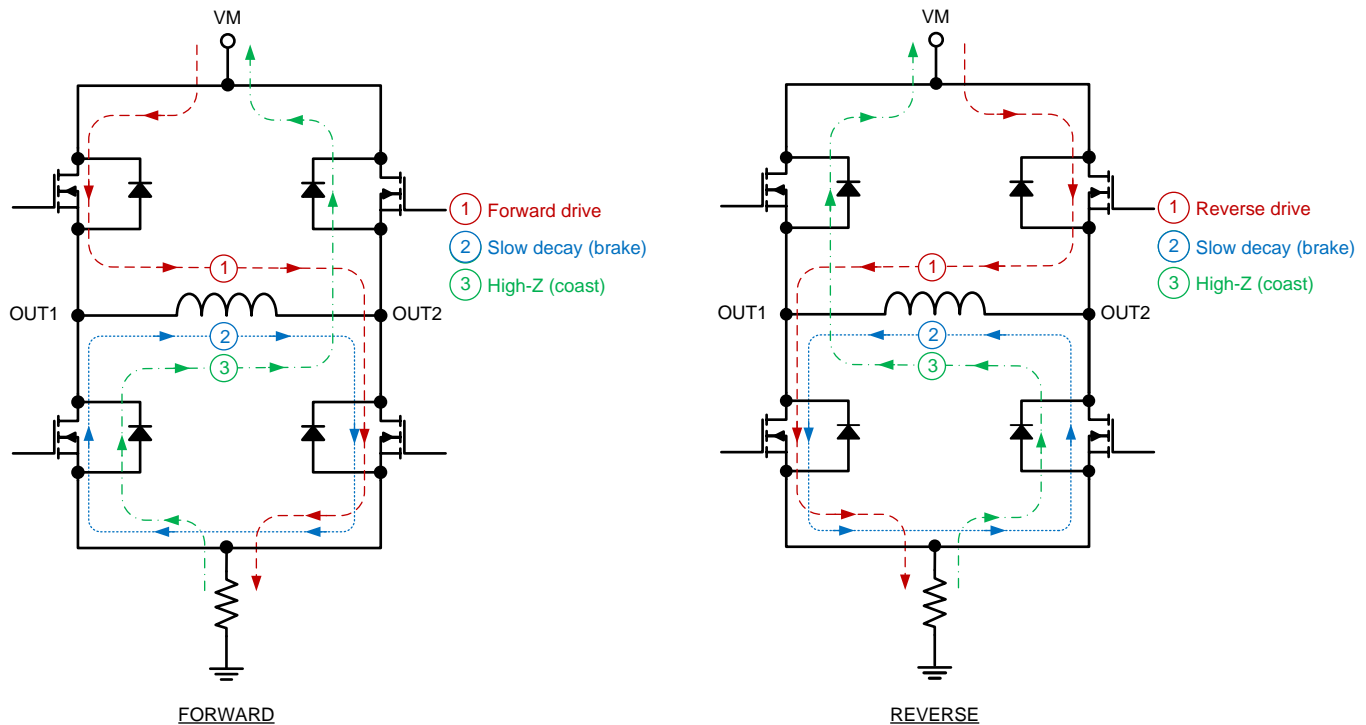 VM
1 Forward drive
2 Slow decay (brake)
3 High-Z (coast)
1
OUT1
OUT2
2
3
FORWARD
VM
1 Reverse drive
2 Slow decay (brake)
3 High-Z (coast)
1
OUT1
OUT2
2
3
REVERSE